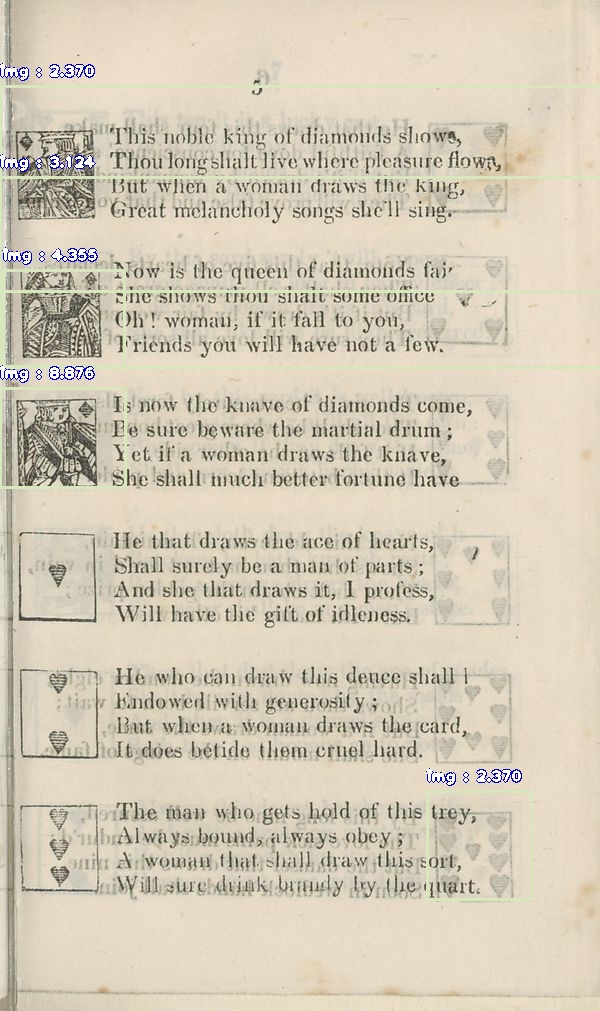 img : 2.370
5
This noble king of diamonds shows,
img : 3.124
Thou long shalt live where pleasure flows,
But when a woman draws the king,
Great melancholy songs she'll sing.
img : 4.355
Now is the queen of diamonds fair
She shows thou shalt some office
Oh! woman, if it fall to you,
Friends you will have not a few.
img : 8.876
Is now the knave of diamonds come,
Be sure beware the martial drum;
Yet if a woman draws the knave,
She shall much better fortune have
He that draws the ace of hearts,
Shall surely be a man of parts;
And she that draws it, I profess,
Will have the gift of idleness.
He who can draw this deuce shall
Endowed with generosity;
But when a woman draws the card,
It does betide them cruel hard.
img : 2.370
The man who gets hold of this trey,
Always bound, always obey;
A woman that shall draw this sort,
Will sure drink brandy by the quart.